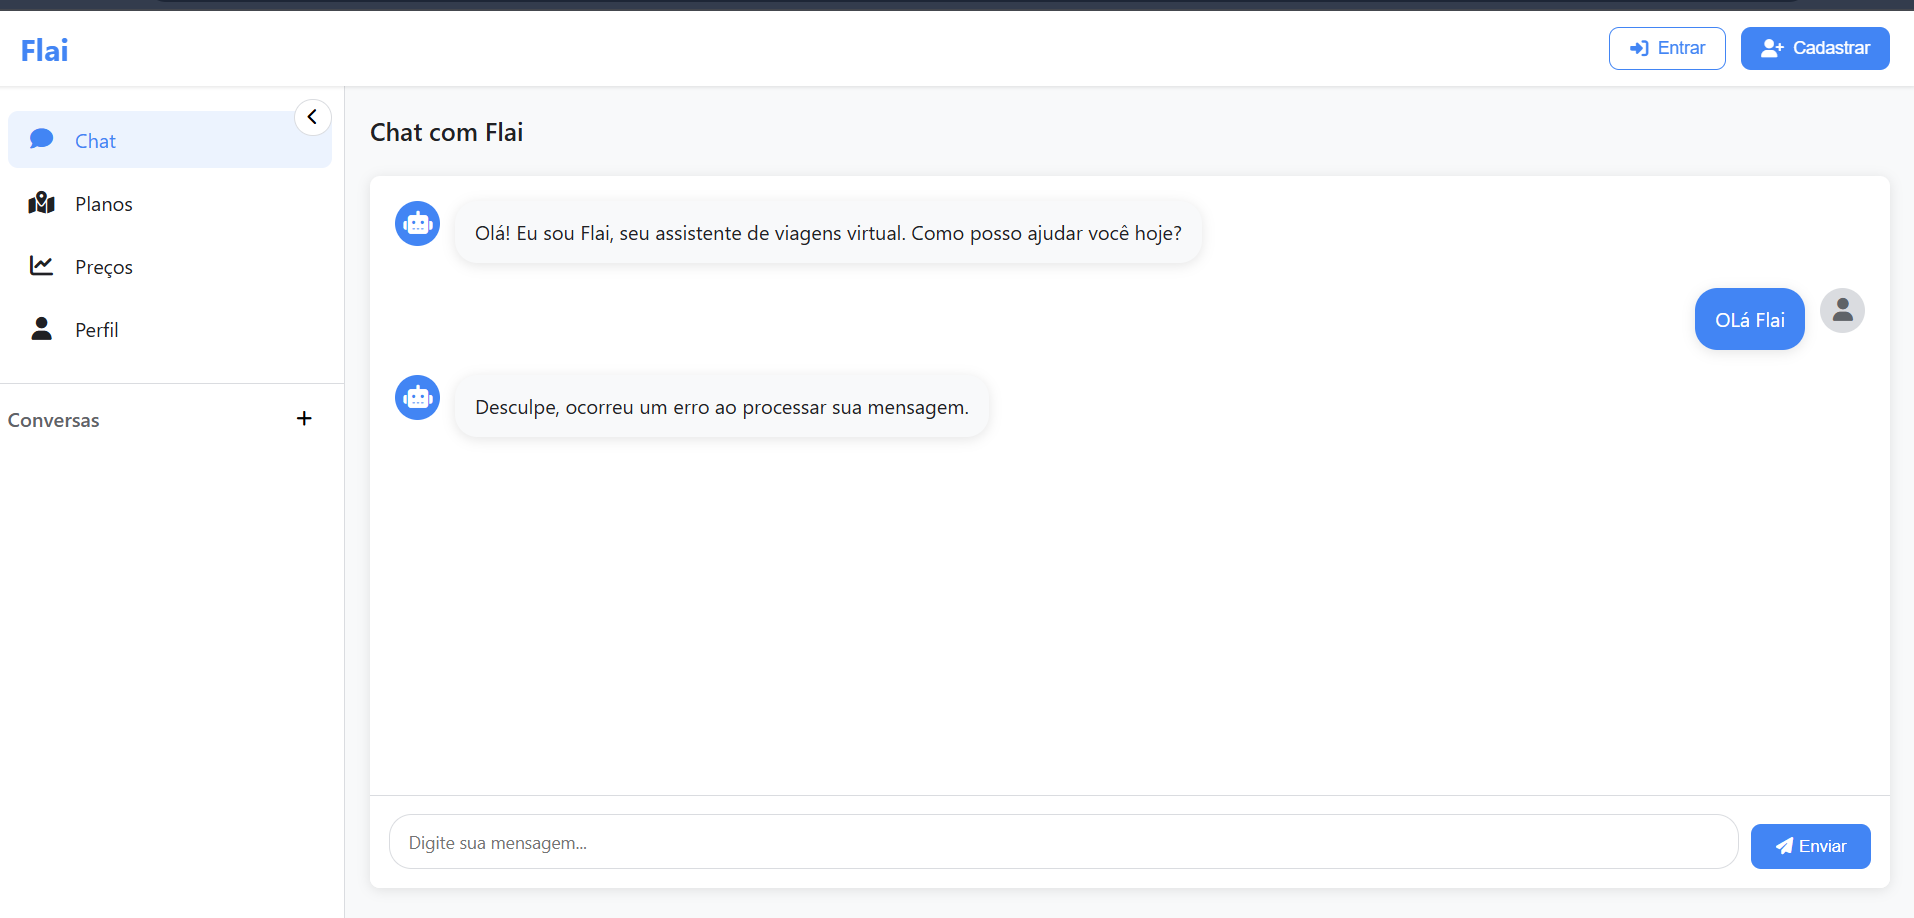 Flai
Entrar
Cadastrar
Chat
Planos
Preços
Perfil
Conversas
Chat com Flai
Olá! Eu sou Flai, seu assistente de viagens virtual. Como posso ajudar você hoje?
OLá Flai
Desculpe, ocorreu um erro ao processar sua mensagem.
Digite sua mensagem...
Enviar